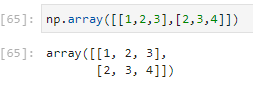 [65]: np.array([[1,2,3],[2,3,4]])
[65]: array([[1, 2, 3],
       [2, 3, 4]])